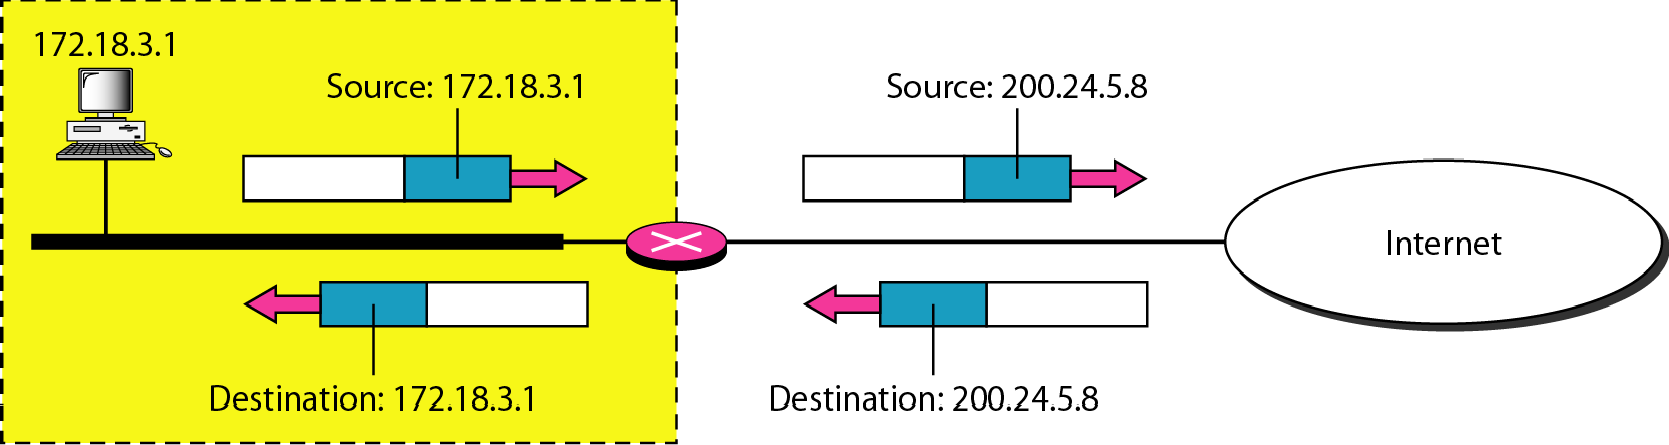 172.18.3.1
Source: 172.18.3.1
Source: 200.24.5.8
Internet
Destination: 172.18.3.1
Destination: 200.24.5.8